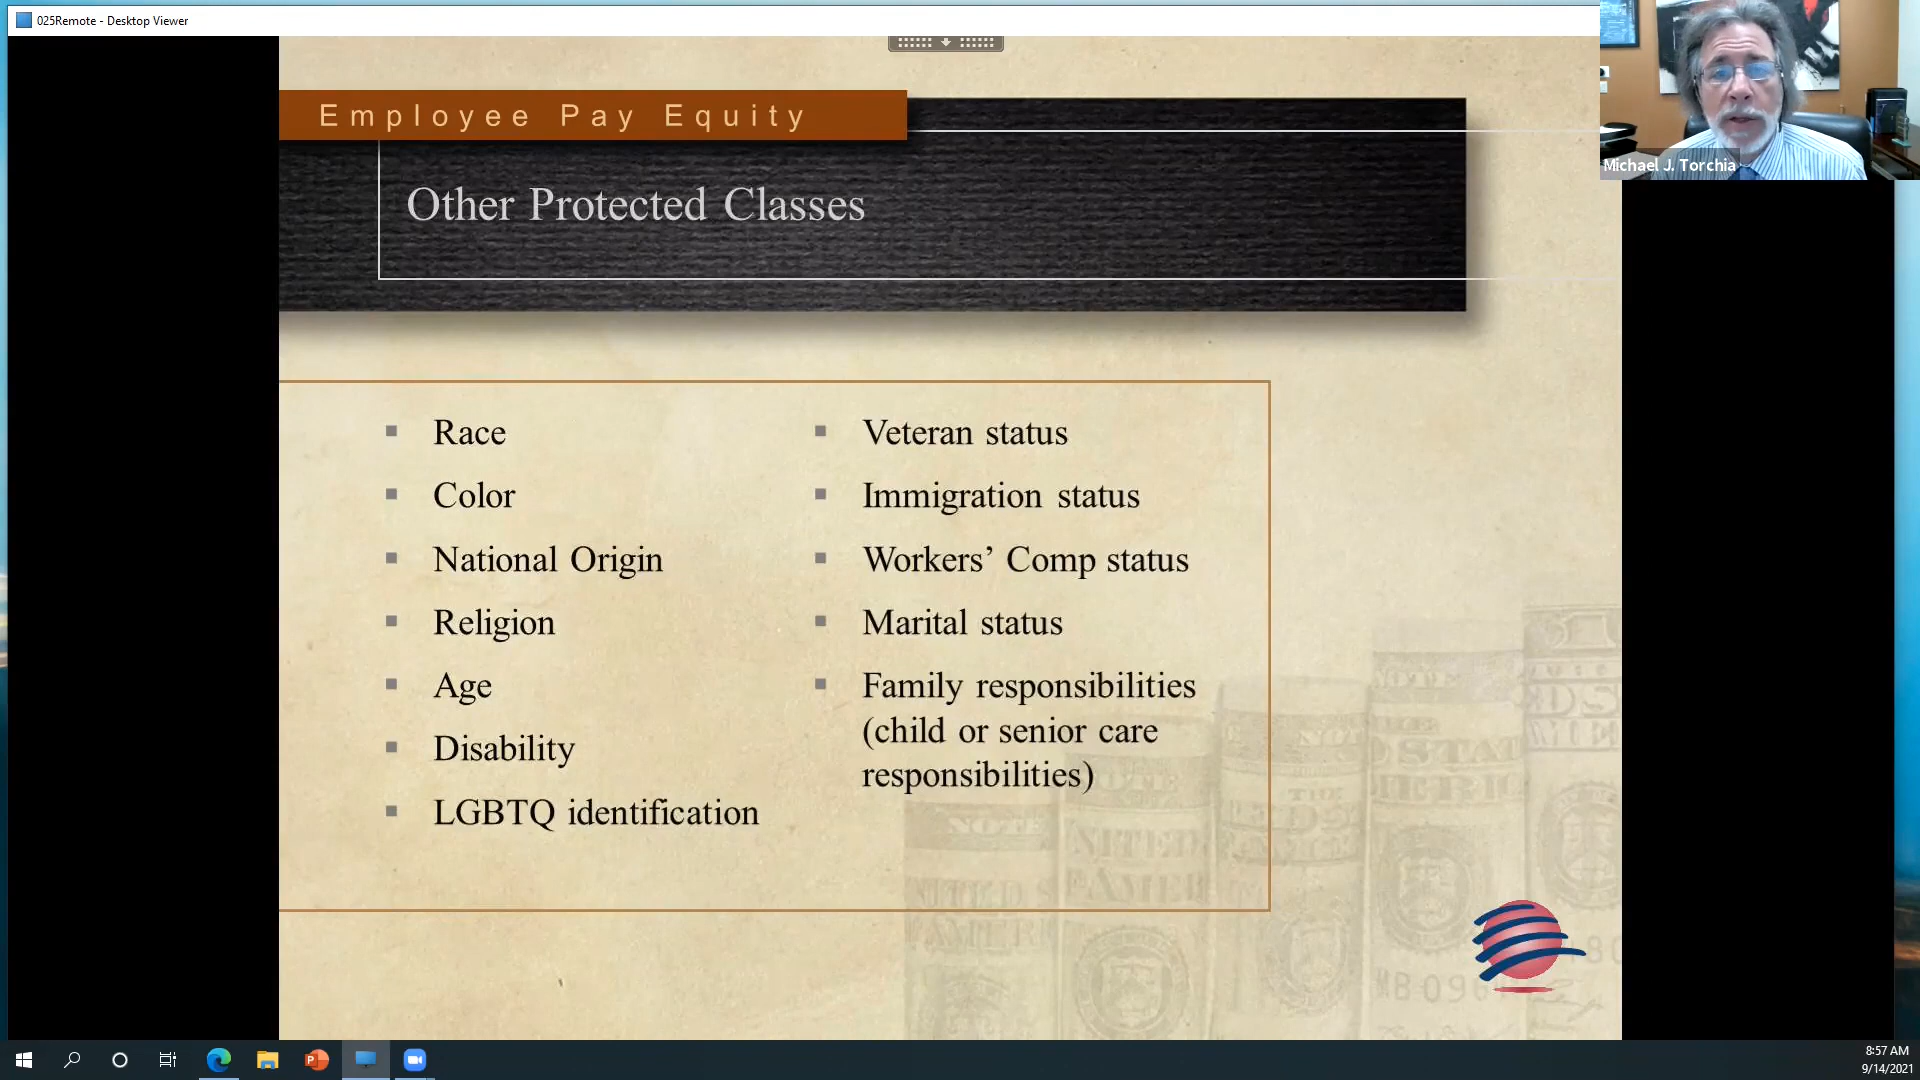 025Remote - Desktop Viewer
Employee Pay Equity
Michael J. Torchia
Other Protected Classes
Race
Color
National Origin
Religion
Age
Disability
LGBTQ identification
Veteran status
Immigration status
Workers’ Comp status
Marital status
Family responsibilities
(child or senior care
responsibilities)
8:57 AM
9/14/2021